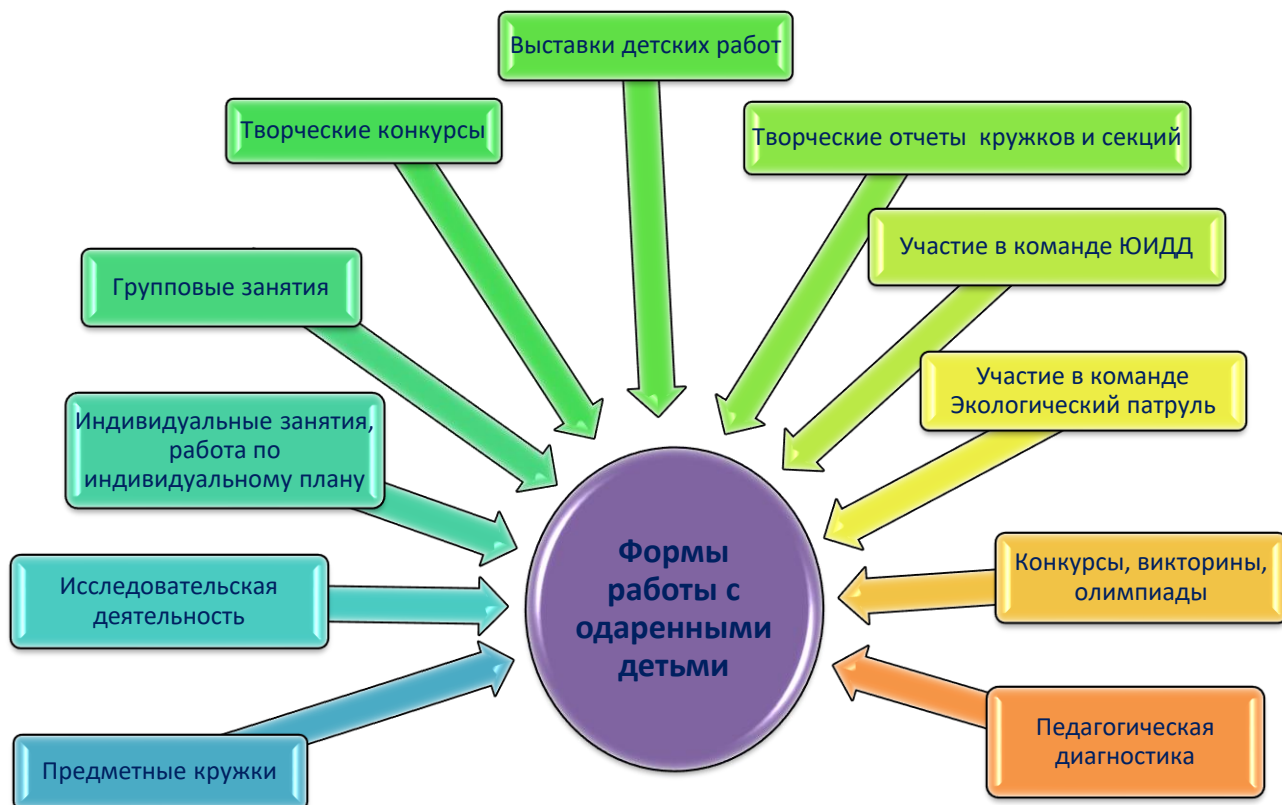 Выставки детских работ
Творческие конкурсы
Творческие отчеты кружков и секций
Участие в команде ЮИДД
Групповые занятия
Участие в команде
Экологический патруль
Индивидуальные занятия,
работа по
индивидуальному плану
Формы
работы с
одаренными
детьми
Исследовательская
деятельность
Конкурсы, викторины,
олимпиады
Предметные кружки
Педагогическая
диагностика